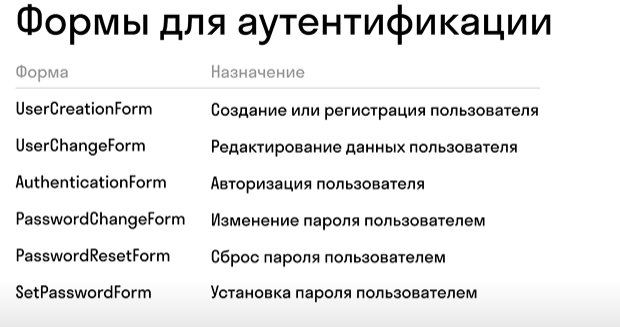 Формы для аутентификации
Форма Назначение
UserCreationForm Создание или регистрация пользователя
UserChangeForm Редактирование данных пользователя
AuthenticationForm Авторизация пользователя
PasswordChangeForm Изменение пароля пользователем
PasswordResetForm Сброс пароля пользователем
SetPasswordForm Установка пароля пользователем